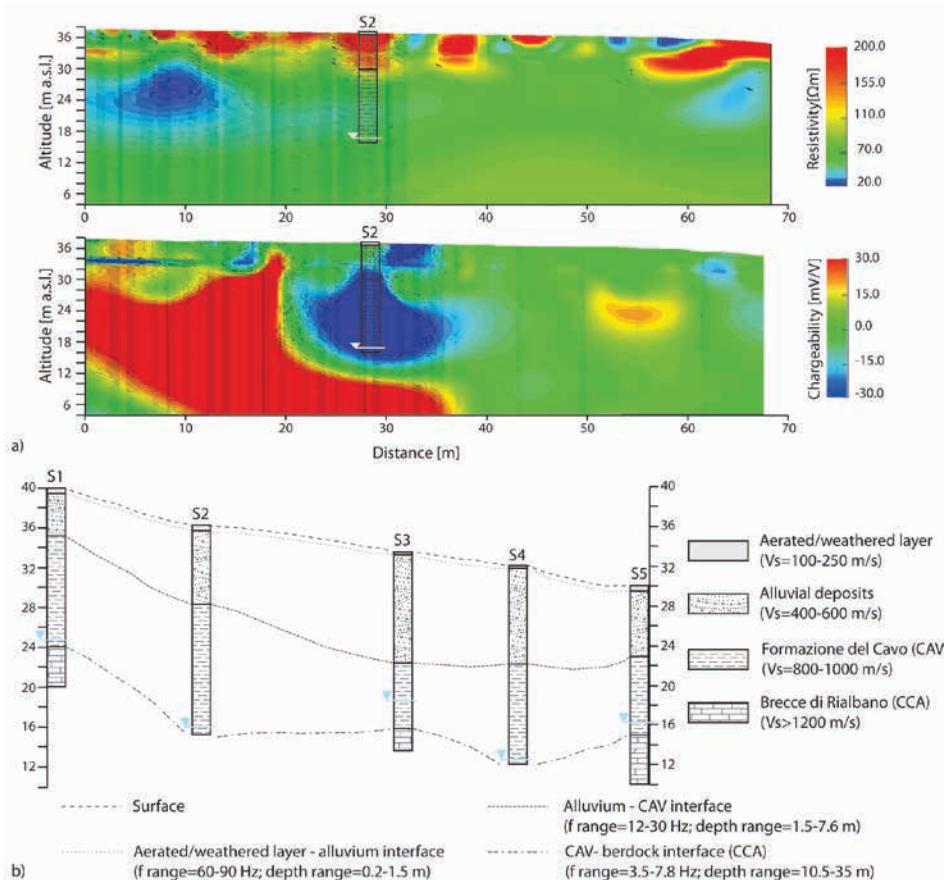 S2
Altitude [m a.s.l.]
36
30
24
18
12
6
0
10
20
30
40
50
60
70
200.0
155.0
110.0
70.0
20.0
Resistivity[Ωm]
S2
Altitude [m a.s.l.]
36
30
24
18
12
6
0
10
20
30
40
50
60
70
30.0
15.0
0.0
-15.0
-30.0
Chargeability [mV/V]
Distance [m]
a)
S1
S2
S3
S4
S5
40
36
32
28
24
20
16
12
40
36
32
28
24
20
16
12
Aerated/weathered layer
(Vs=100-250 m/s)
Alluvial deposits
(Vs=400-600 m/s)
Formazione del Cavo (CAV
(Vs=800-1000 m/s)
Brecce di Rialbano (CCA)
(Vs>1200 m/s)
Surface
Alluvium - CAV interface
(f range=12-30 Hz; depth range=1.5-7.6 m)
Aerated/weathered layer - alluvium interface
(f range=60-90 Hz; depth range=0.2-1.5 m)
CAV- berdock interface (CCA)
(f range=3.5-7.8 Hz; depth range=10.5-35 m)
b)